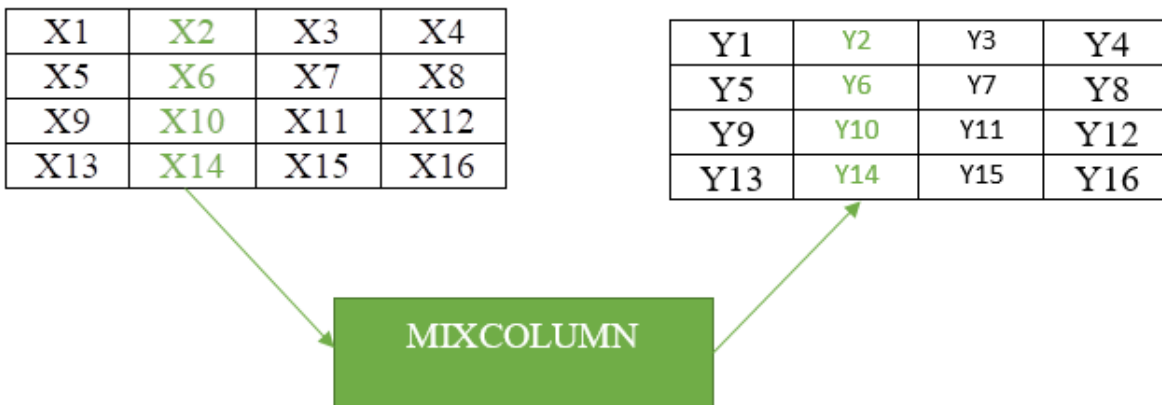 X1 X2 X3 X4
X5 X6 X7 X8
X9 X10 X11 X12
X13 X14 X15 X16
Y1 Y2 Y3 Y4
Y5 Y6 Y7 Y8
Y9 Y10 Y11 Y12
Y13 Y14 Y15 Y16
MIXCOLUMN